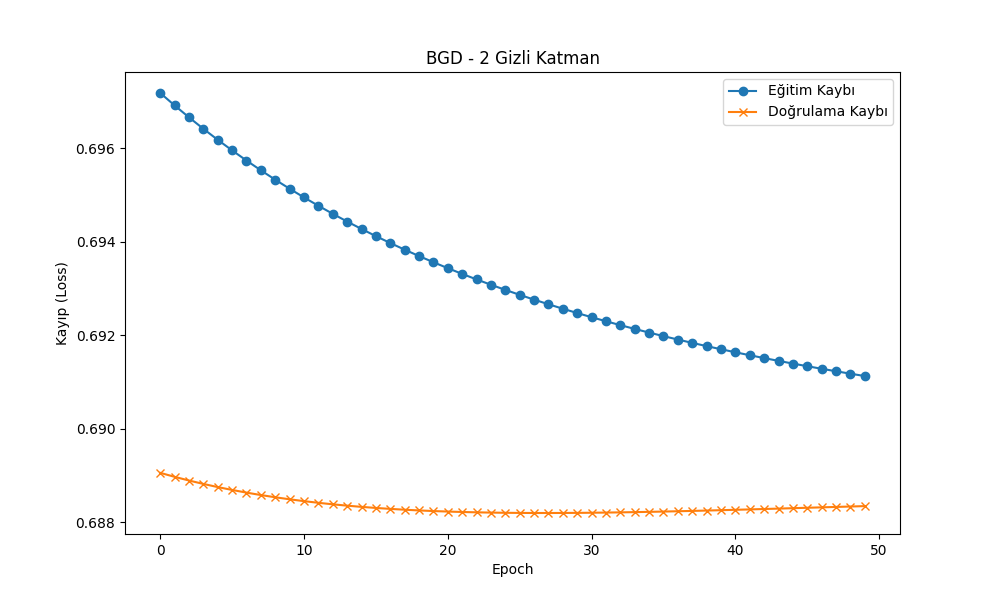 BGD - 2 Gizli Katman
Eğitim Kaybı
Doğrulama Kaybı
Kayıp (Loss)
0.696
0.694
0.692
0.690
0.688
0
10
20
30
40
50
Epoch